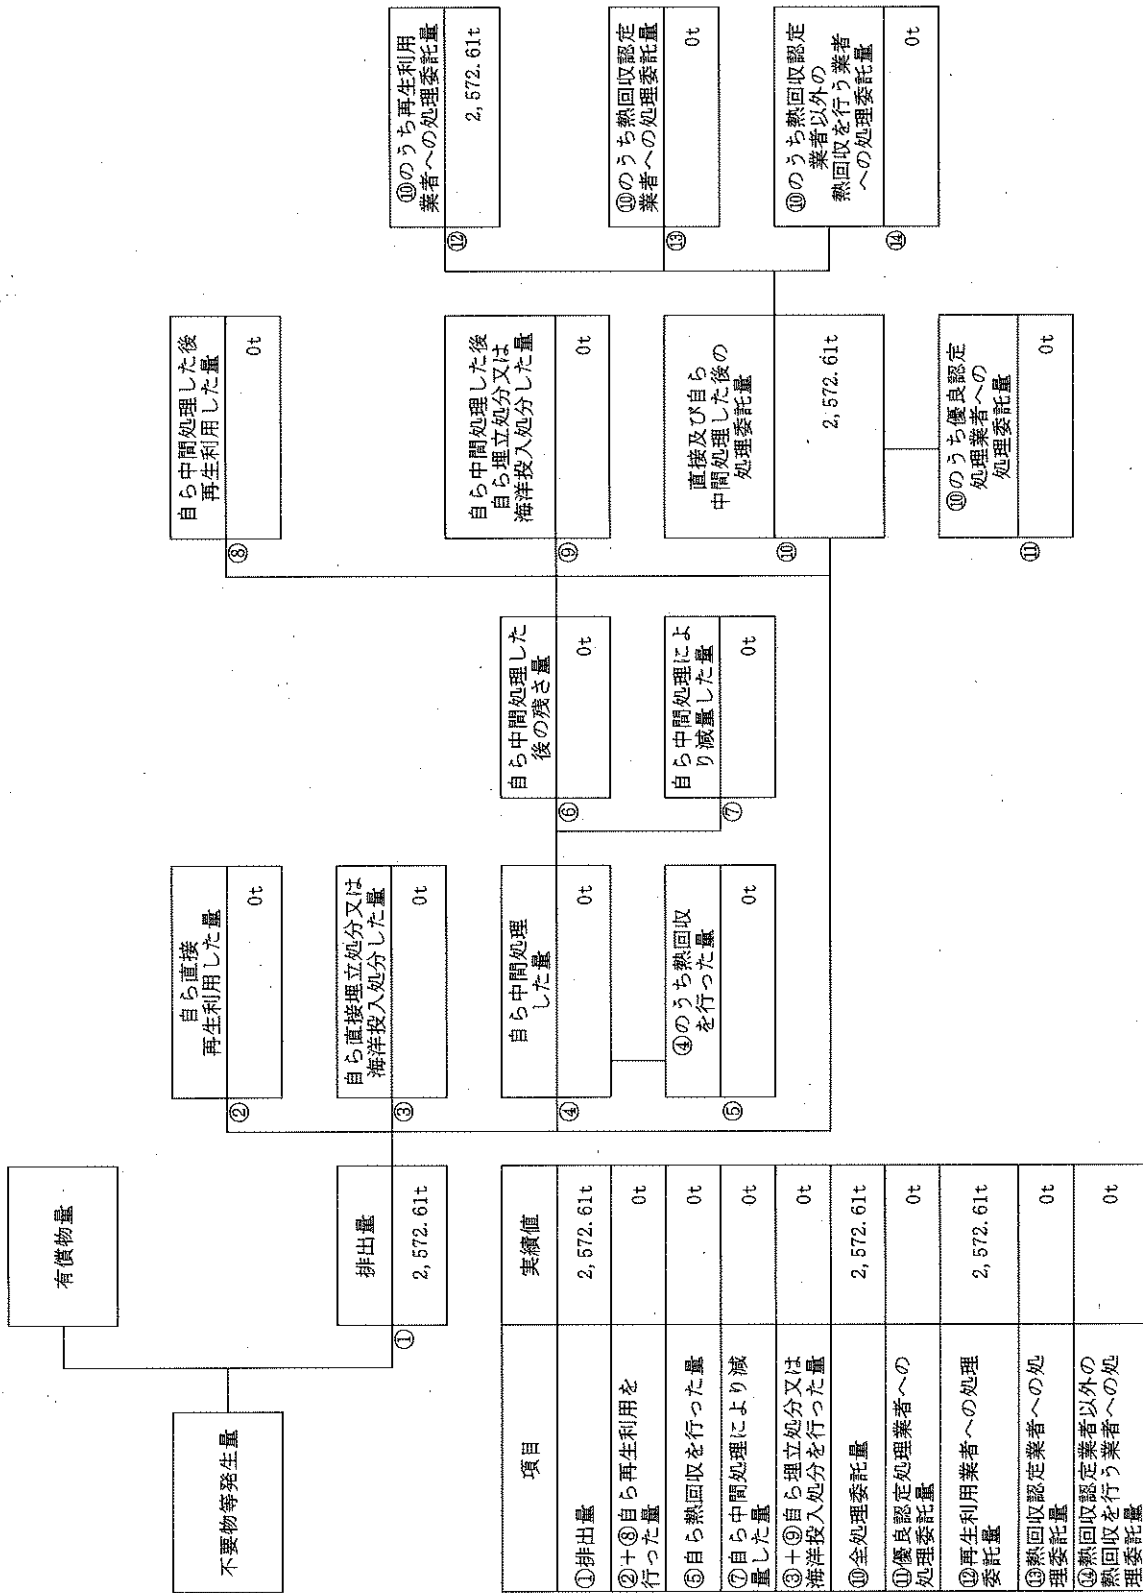 有償物量
不要物等発生量
排出量
①
2,572.61t
自ら直接
再生利用した量
②
0t
自ら直接埋立処分又は
海洋投入処分した量
③
0t
自ら中間処理
した量
④
0t
④のうち熱回収
を行った量
⑤
0t
自ら中間処理した
後の残さ量
⑥
0t
自ら中間処理によ
り減量した量
⑦
0t
自ら中間処理した後
再生利用した量
⑧
0t
自ら中間処理した後
自ら埋立処分又は
海洋投入処分した量
⑨
0t
直接及び自ら
中間処理した後の
処理委託量
⑩
2,572.61t
⑩のうち優良認定
処理業者への
処理委託量
⑪
0t
⑩のうち再生利用
業者への処理委託量
⑫
2,572.61t
⑩のうち熱回収認定
業者への処理委託量
⑬
0t
⑩のうち熱回収認定
業者以外の
熱回収を行う業者
への処理委託量
⑭
0t
項目 実績値
①排出量 2,572.61t
②+⑧自ら再生利用を
行った量 0t
⑤自ら熱回収を行った量 0t
⑦自ら中間処理により減
量した量 0t
③+⑨自ら埋立処分又は
海洋投入処分を行った量 0t
⑩全処理委託量 2,572.61t
⑪優良認定処理業者への
処理委託量 0t
⑫再生利用業者への処理
委託量 2,572.61t
⑬熱回収認定業者への処
理委託量 0t
⑭熱回収認定業者以外の
熱回収を行う業者への処
理委託量 0t